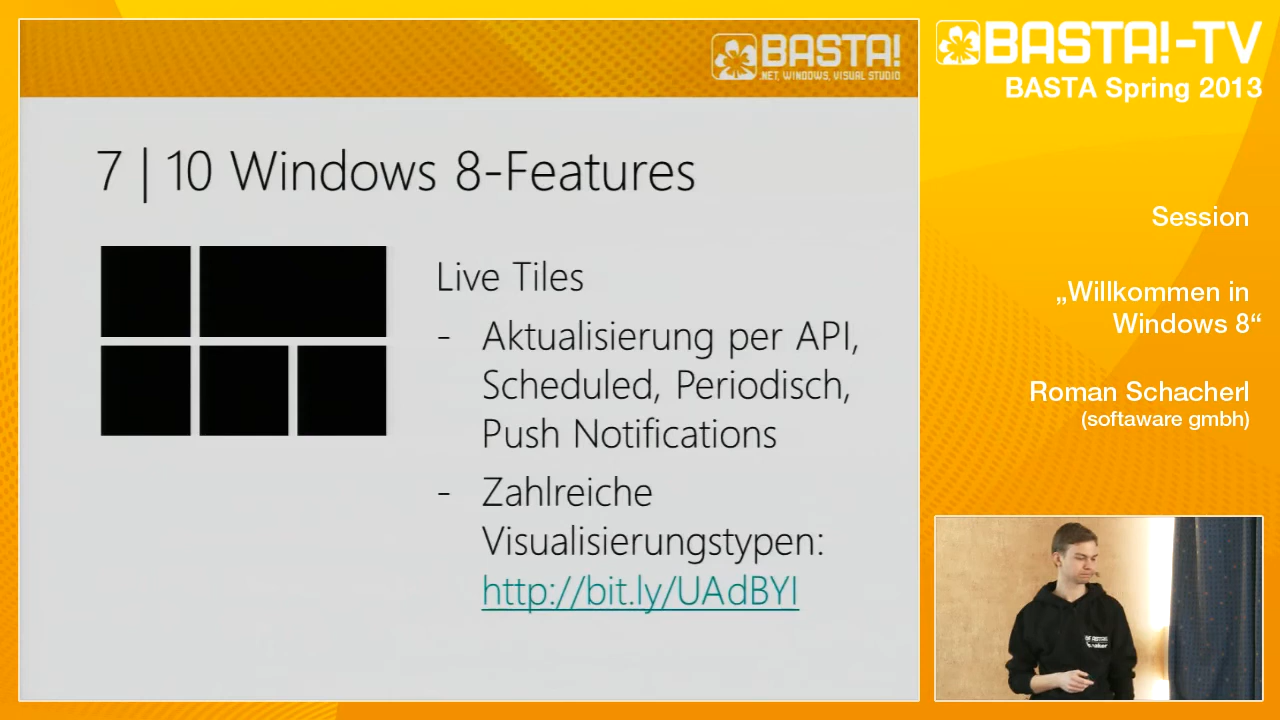 BASTA!
.NET, WINDOWS, VISUAL STUDIO
7 | 10 Windows 8-Features
Live Tiles
- Aktualisierung per API,
Scheduled, Periodisch,
Push Notifications
- Zahlreiche
Visualisierungstypen:
http://bit.ly/UAdBYI
BASTA!-TV
BASTA Spring 2013
Session
„Willkommen in
Windows 8“
Roman Schacherl
(softaware gmbh)
BASTA!